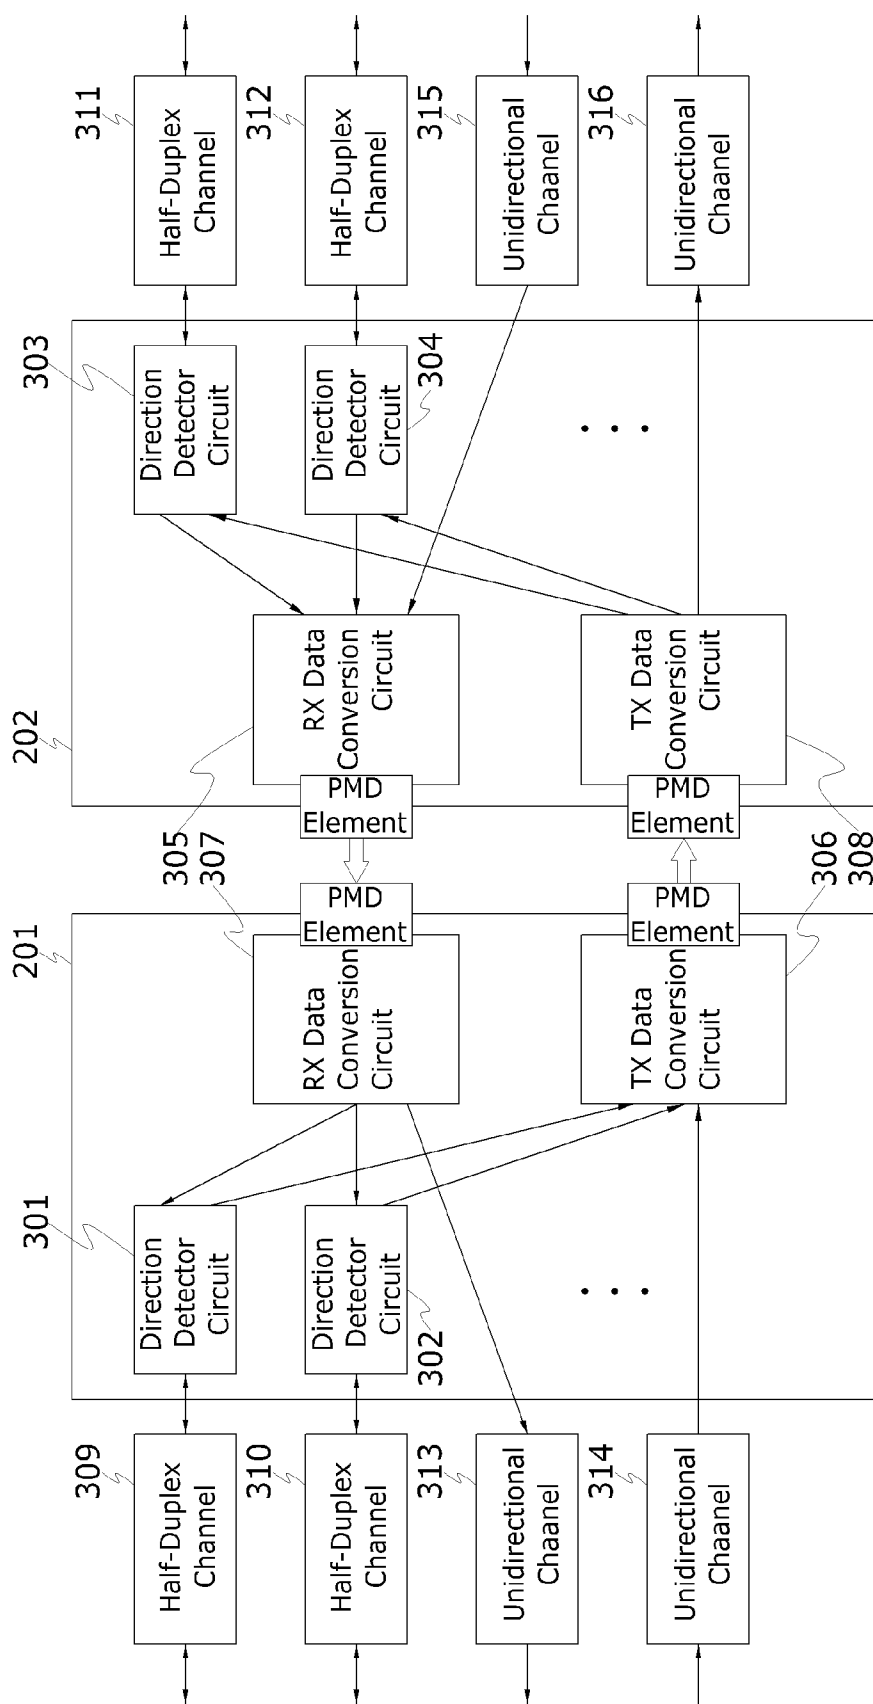 309
Half-Duplex
Channel
310
Half-Duplex
Channel
313
Unidirectional
Chaanel
314
Unidirectional
Chaanel
201
301
Direction
Detector
Circuit
302
Direction
Detector
Circuit
RX Data
Conversion
Circuit
PMD
Element
TX Data
Conversion
Circuit
PMD
Element
305
307
306
308
202
PMD
Element
RX Data
Conversion
Circuit
PMD
Element
TX Data
Conversion
Circuit
303
Direction
Detector
Circuit
304
Direction
Detector
Circuit
311
Half-Duplex
Channel
312
Half-Duplex
Channel
315
Unidirectional
Chaanel
316
Unidirectional
Chaanel